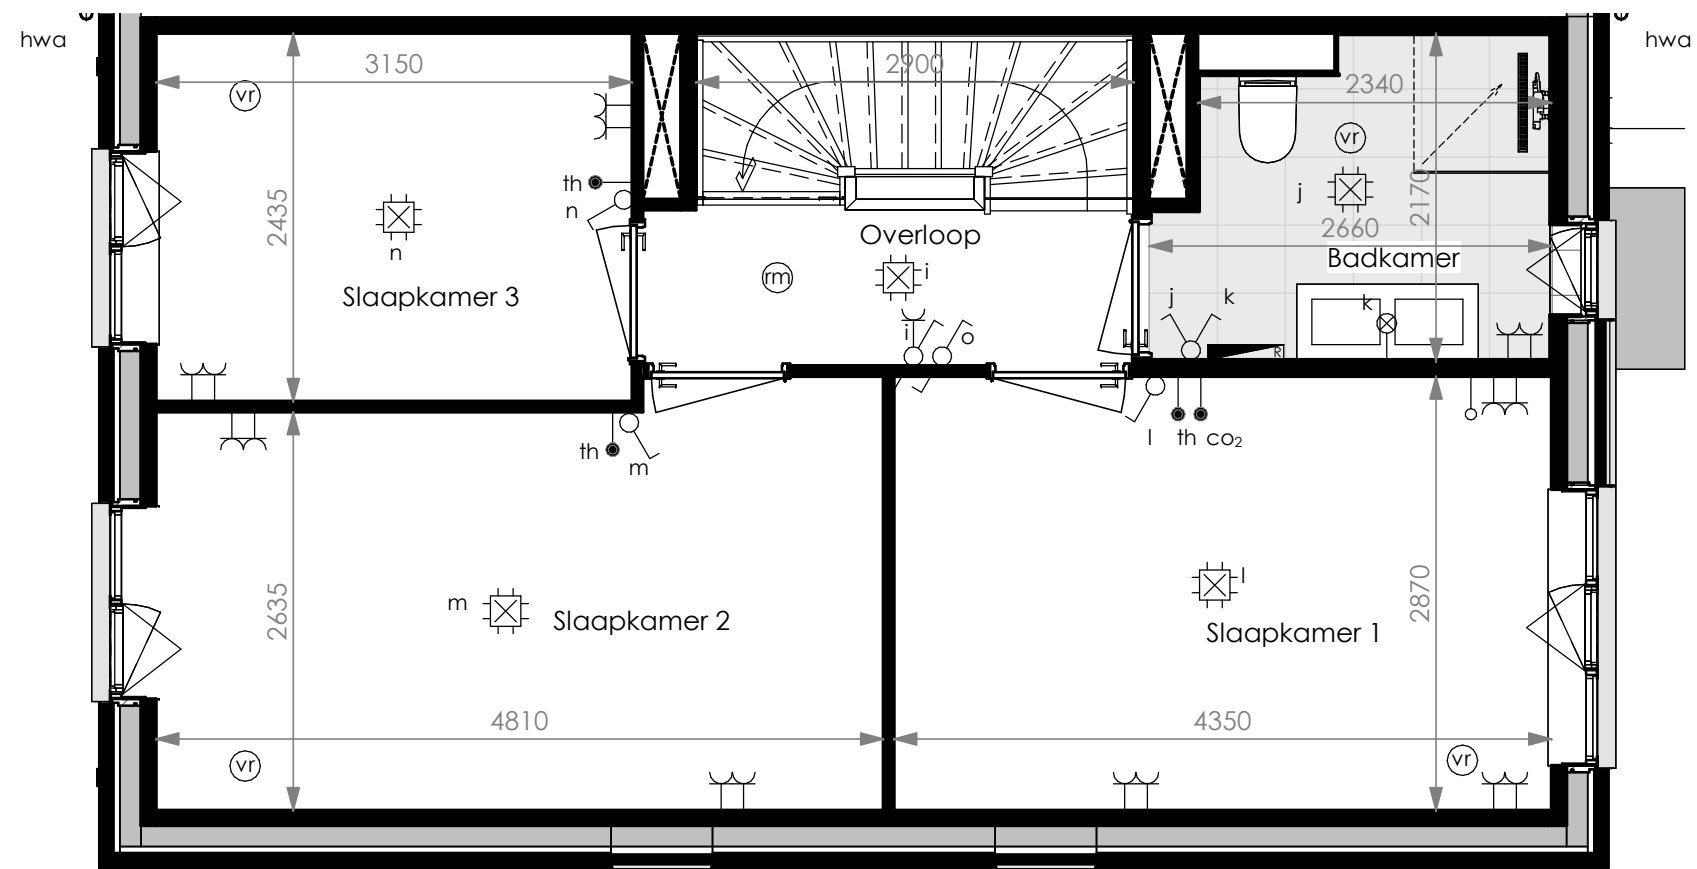 hwa
hwa
3150
2900
2340
vr
vr
th
n
j
2435
2170
n
2660
Overloop
Badkamer
rm
i
Slaapkamer 3
j
k
k
i
o
R
th
m
l
th
co₂
2635
2870
m
Slaapkamer 2
l
Slaapkamer 1
4810
4350
vr
vr